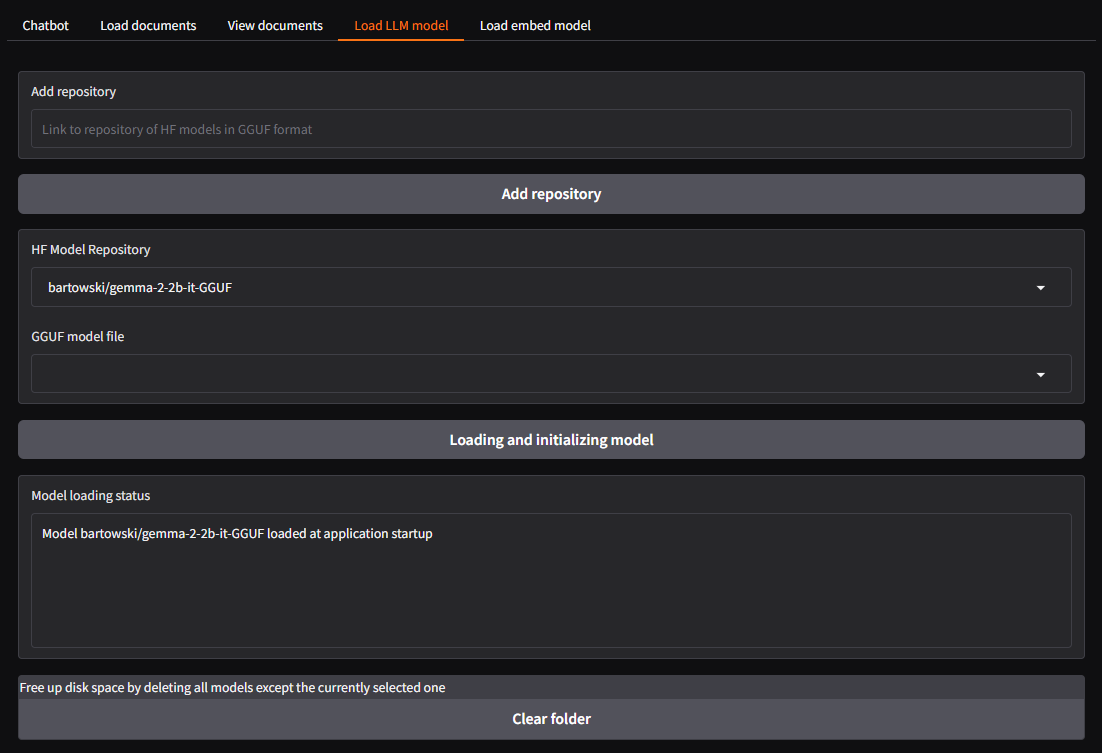 Chatbot Load documents View documents Load LLM model Load embed model
Add repository
Link to repository of HF models in GGUF format
Add repository
HF Model Repository
bartowski/gemma-2-2b-it-GGUF
GGUF model file
Loading and initializing model
Model loading status
Model bartowski/gemma-2-2b-it-GGUF loaded at application startup
Free up disk space by deleting all models except the currently selected one
Clear folder